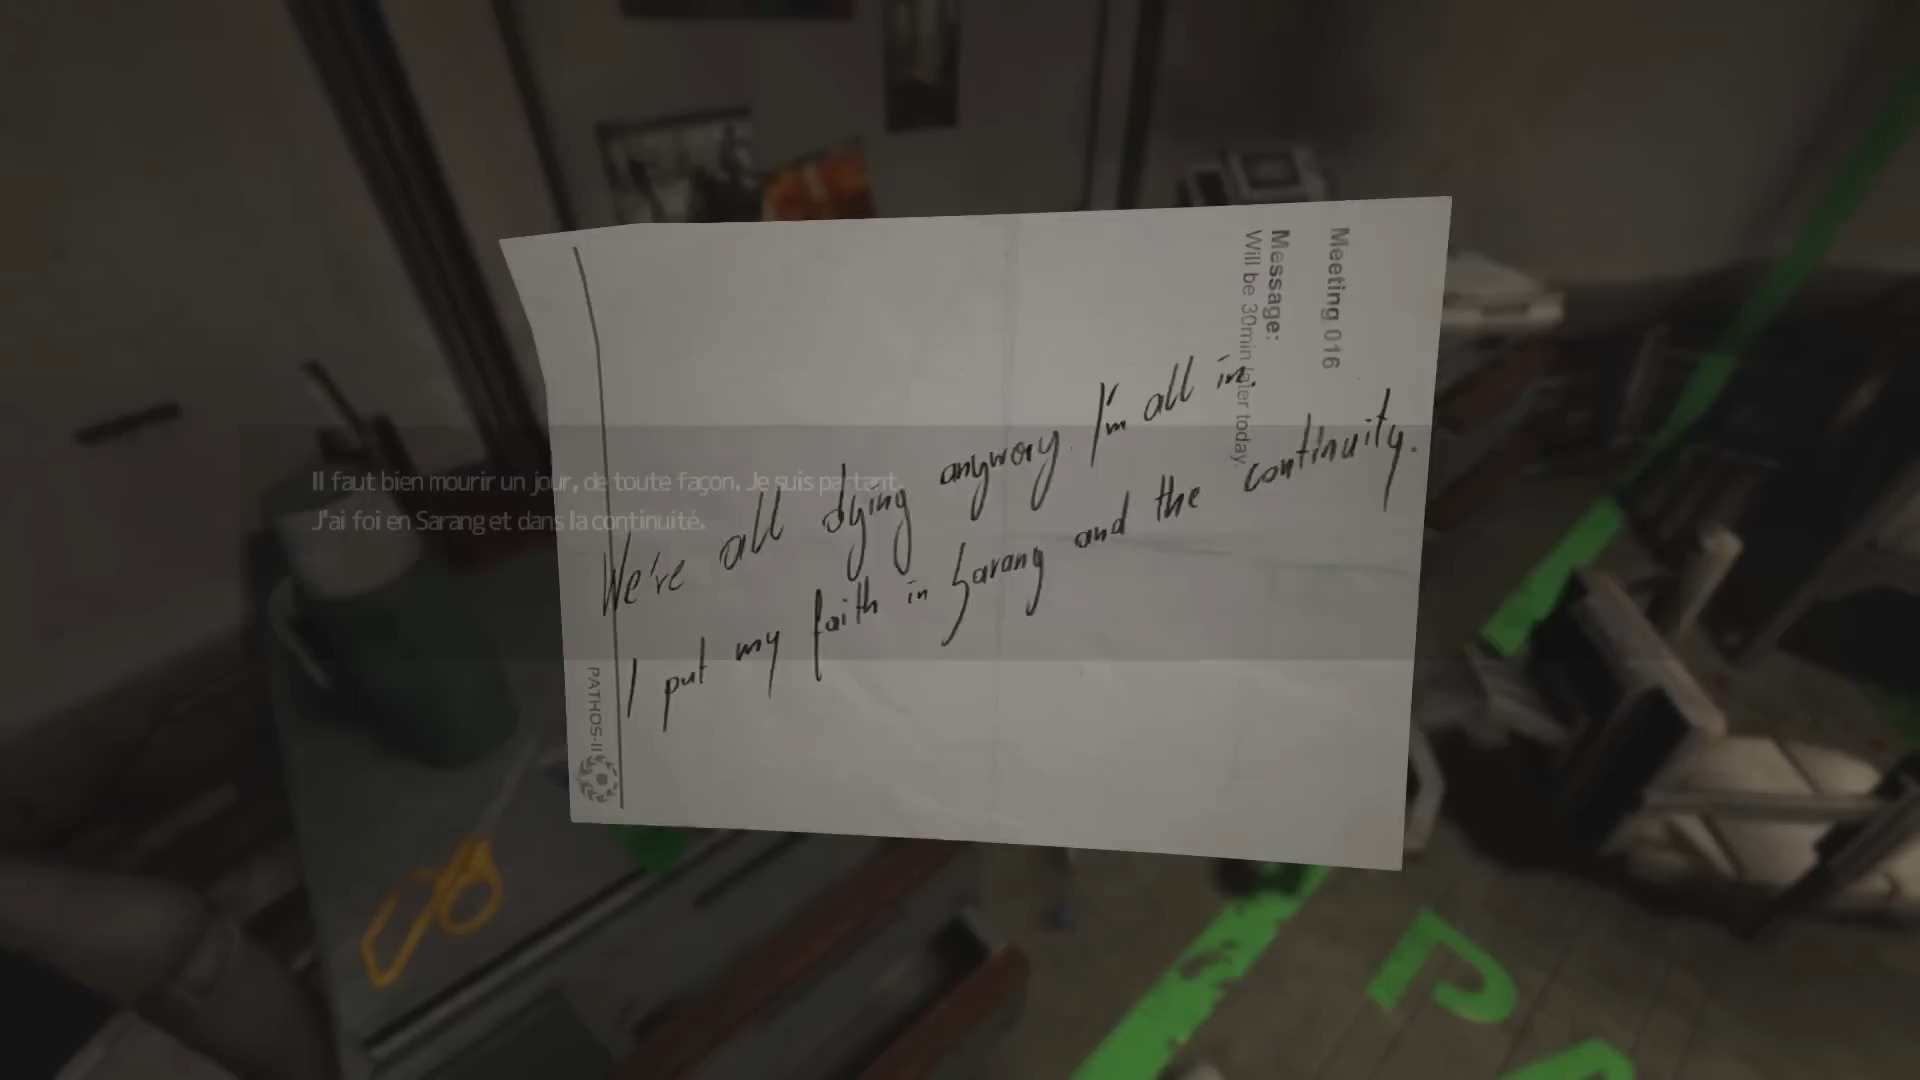 Meeting 016
Message:
Will be 30min later today.
We're all dying anyway. I'm all in.
I put my faith in Sarang and the continuity.
Il faut bien mourir un jour, de toute façon. Je suis partant.
J'ai foi en Sarang et dans la continuité.
PATHOS-II
P